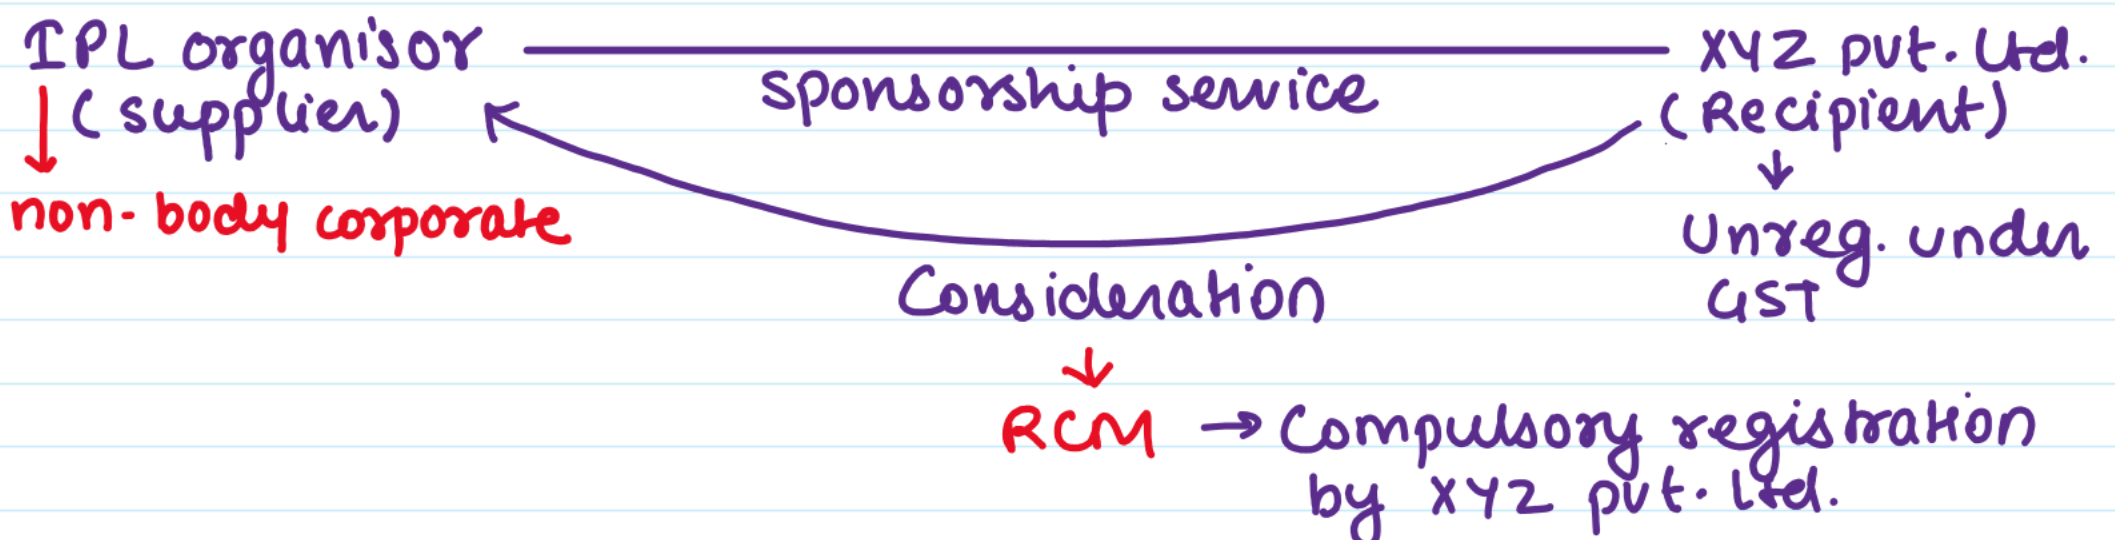 IPL organisor
sponsorship service
XYZ pvt. Ltd.
(supplier)
(Recipient)
non-body corporate
Unreg. under
GST
Consideration
RCM → Compulsory registration
by XYZ pvt. Ltd.